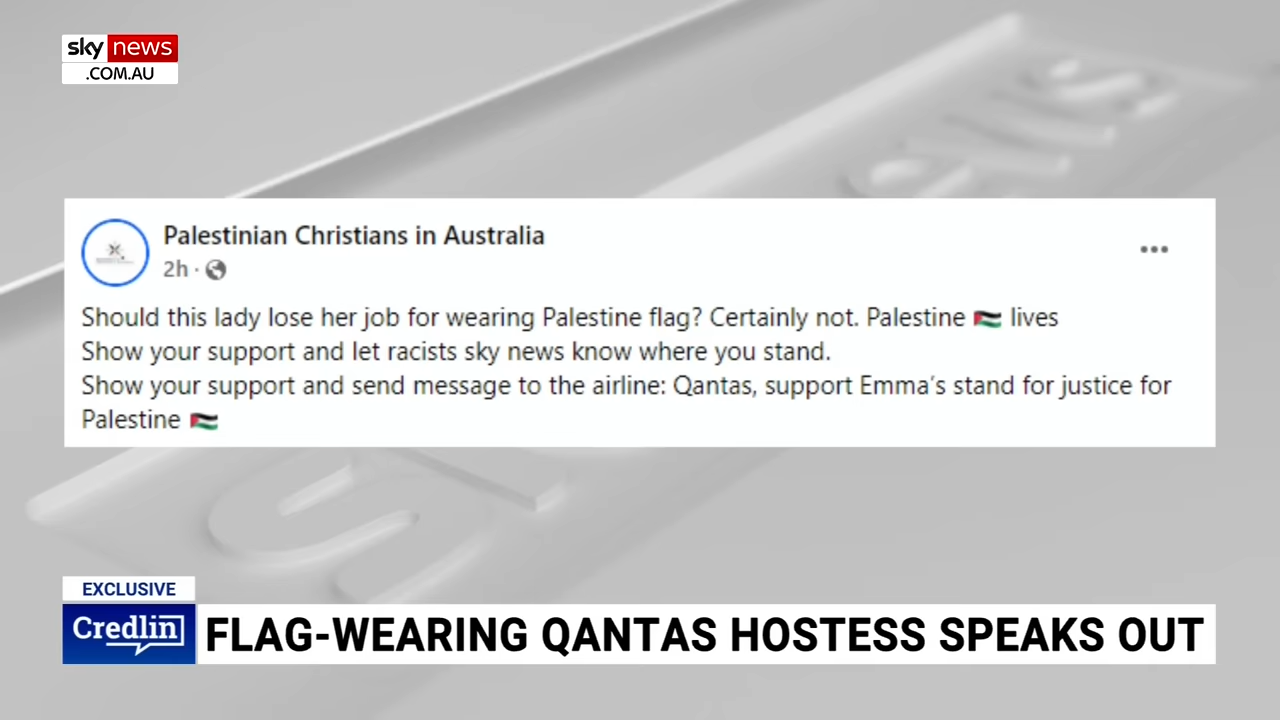 sky news
.COM.AU
Palestinian Christians in Australia
2h ·
Should this lady lose her job for wearing Palestine flag? Certainly not. Palestine 🇵🇸 lives
Show your support and let racists sky news know where you stand.
Show your support and send message to the airline: Qantas, support Emma's stand for justice for
Palestine 🇵🇸
EXCLUSIVE
Credlin
FLAG-WEARING QANTAS HOSTESS SPEAKS OUT